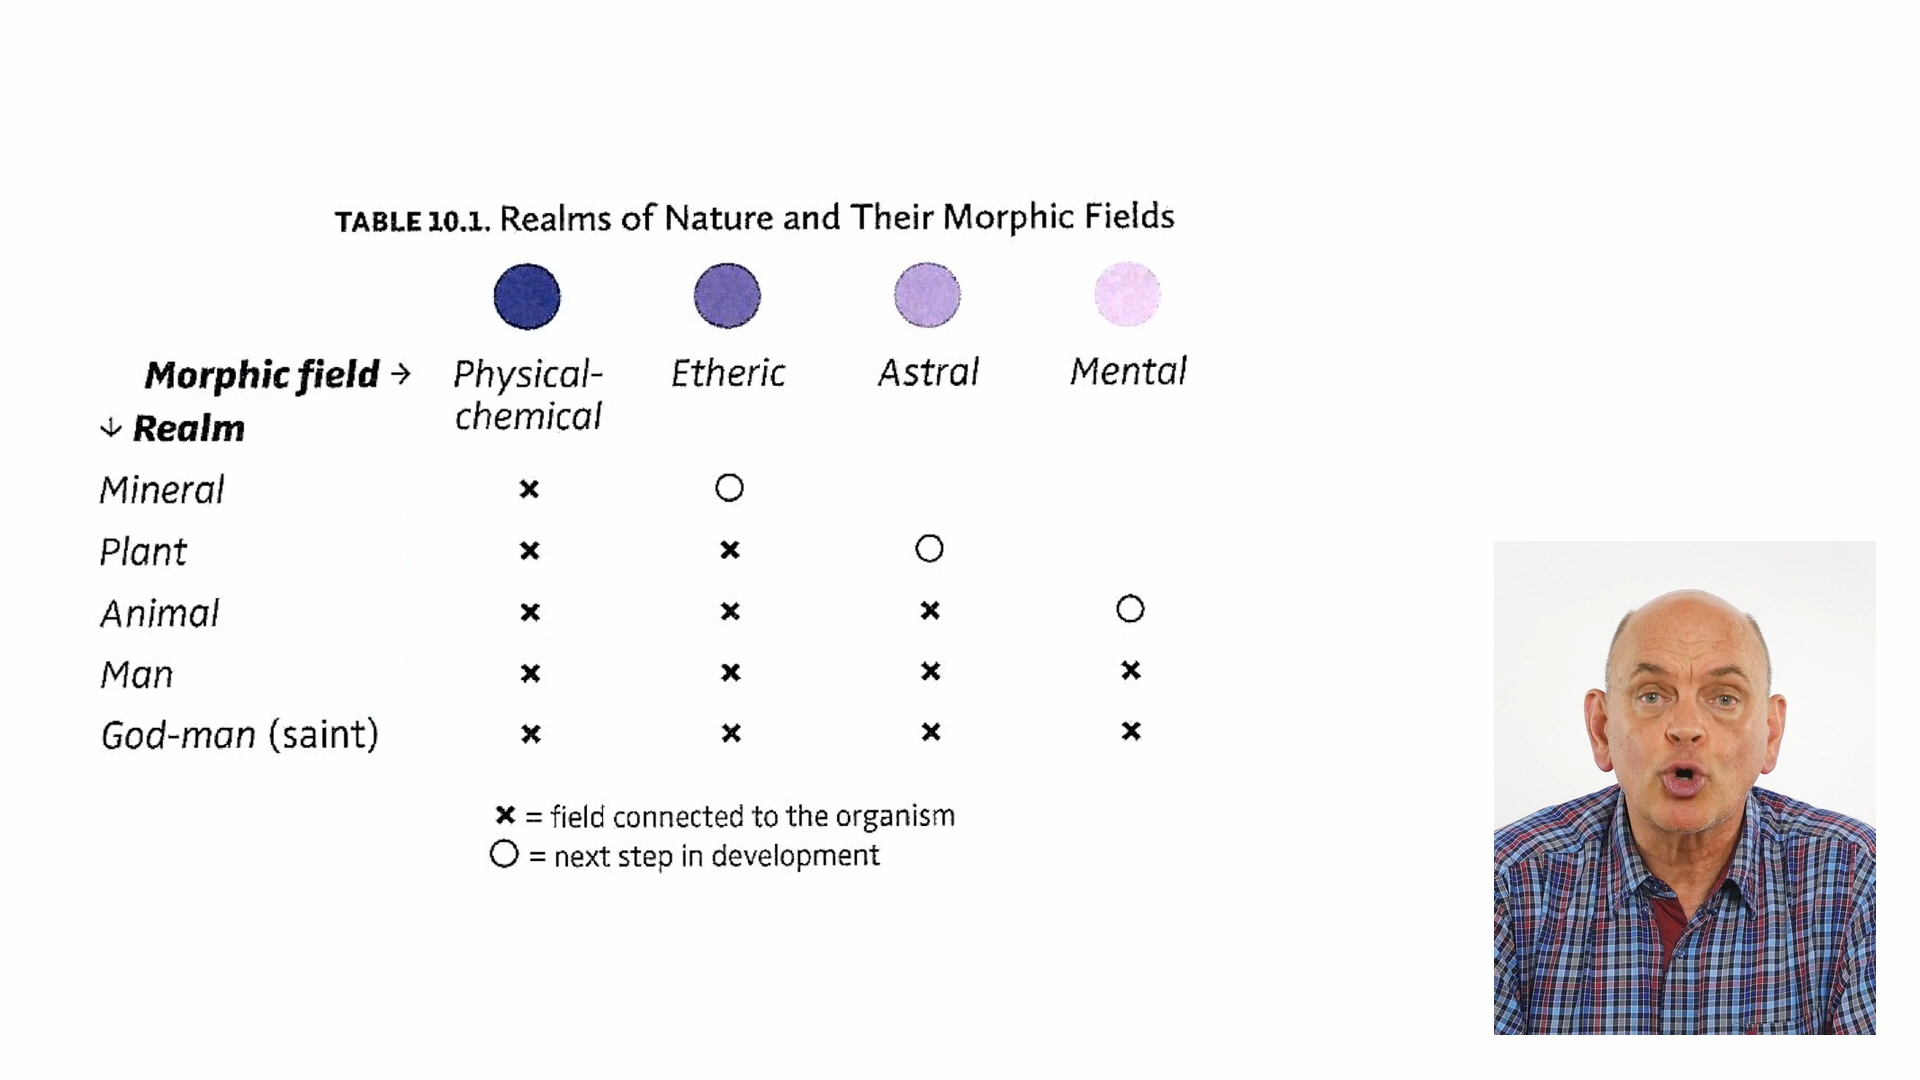 TABLE 10.1. Realms of Nature and Their Morphic Fields
Morphic field → Physical-chemical Etheric Astral Mental
↓ Realm
Mineral × ○
Plant × × ○
Animal × × × ○
Man × × × ×
God-man (saint) × × × ×
× = field connected to the organism
○ = next step in development